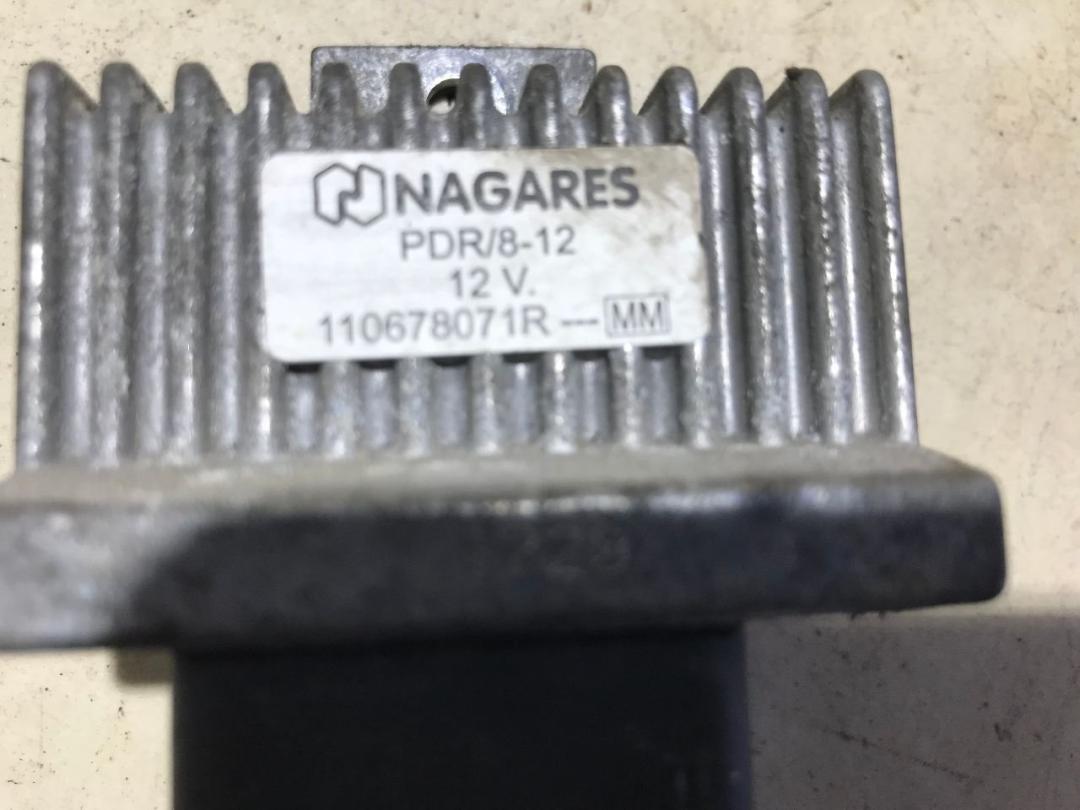 NAGARES
PDR/8-12
12 V.
110678071R --- MM